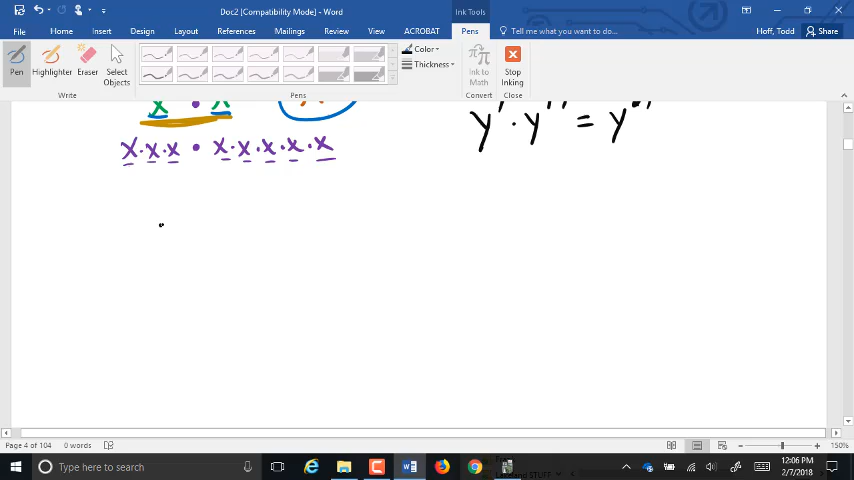 Doc2 [Compatibility Mode] - Word
Ink Tools
Hoff, Todd
Share
File Home Insert Design Layout References Mailings Review View ACROBAT Pens Tell me what you want to do...
Pen
Highlighter
Eraser
Select Objects
Color
Thickness
Ink to Math
Stop Inking
Write
Pens
Convert
Close
x · x
x·x·x · x·x·x·x·x
Page 4 of 104 0 words
150%
Type here to search
12:06 PM
2/7/2018